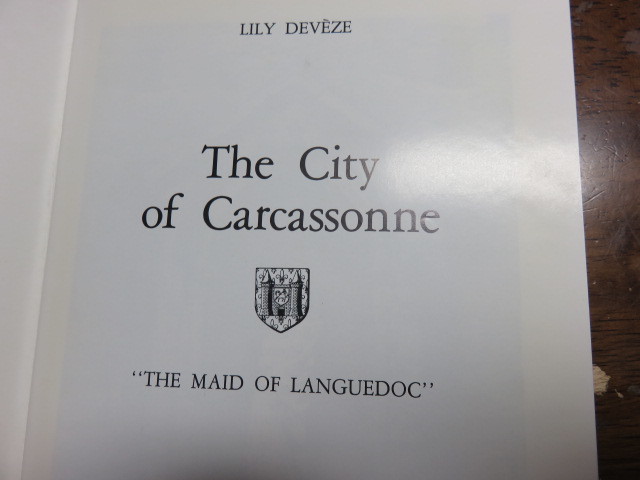 LILY DEVÈZE
The City
of Carcassonne
"THE MAID OF LANGUEDOC"